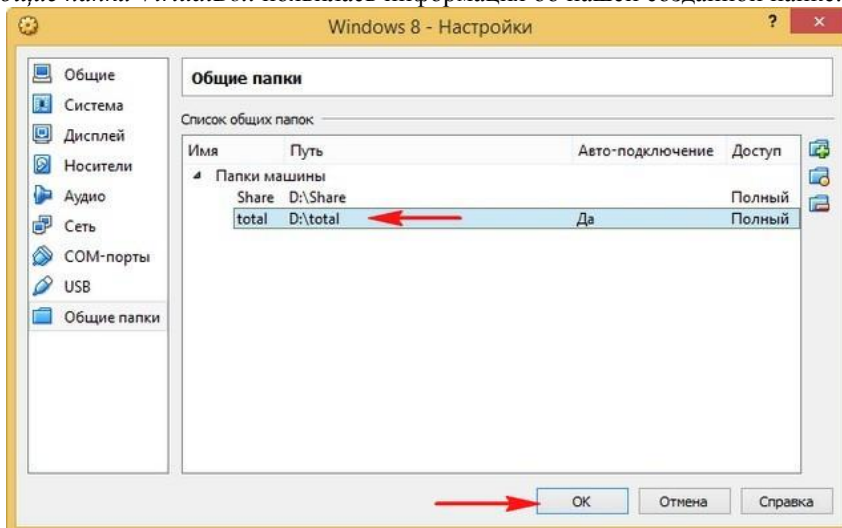 Windows 8 - Настройки
?
Общие
Система
Дисплей
Носители
Аудио
Сеть
COM-порты
USB
Общие папки
Общие папки
Список общих папок
Имя Путь Авто-подключение Доступ
Папки машины
Share D:\Share Полный
total D:\total Да Полный
OK Отмена Справка